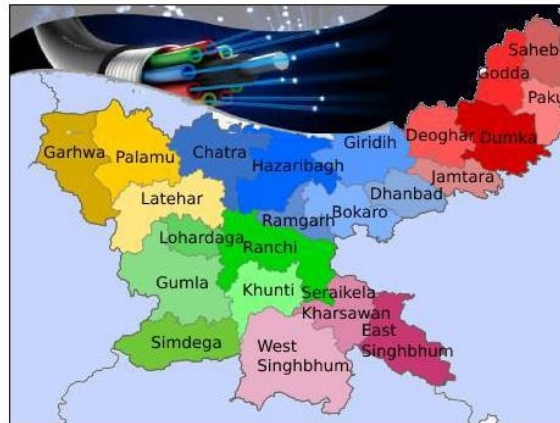 Saheb
Godda
Paku
Garhwa
Palamu
Chatra
Hazaribagh
Giridih
Deoghar
Dumka
Jamtara
Latehar
Dhanbad
Ramgarh
Bokaro
Lohardaga
Ranchi
Gumla
Khunti
Seraikela
Kharsawan
Simdega
West
Singhbhum
East
Singhbhum